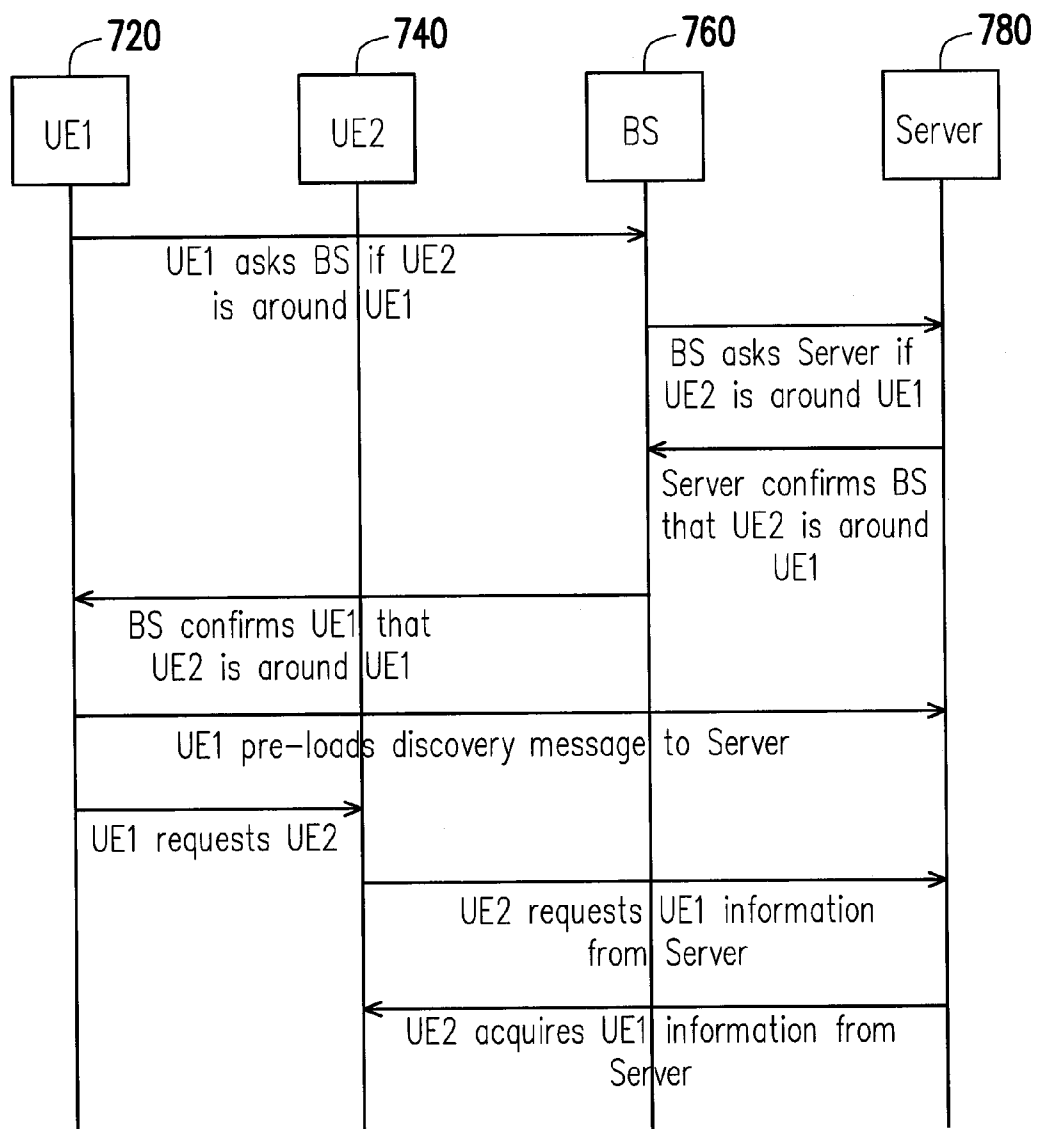 720
740
760
780
UE1
UE2
BS
Server
UE1 asks BS if UE2
is around UE1
BS asks Server if
UE2 is around UE1
Server confirms BS
that UE2 is around
UE1
BS confirms UE1 that
UE2 is around UE1
UE1 pre-loads discovery message to Server
UE1 requests UE2
UE2 requests UE1 information
from Server
UE2 acquires UE1 information from
Server